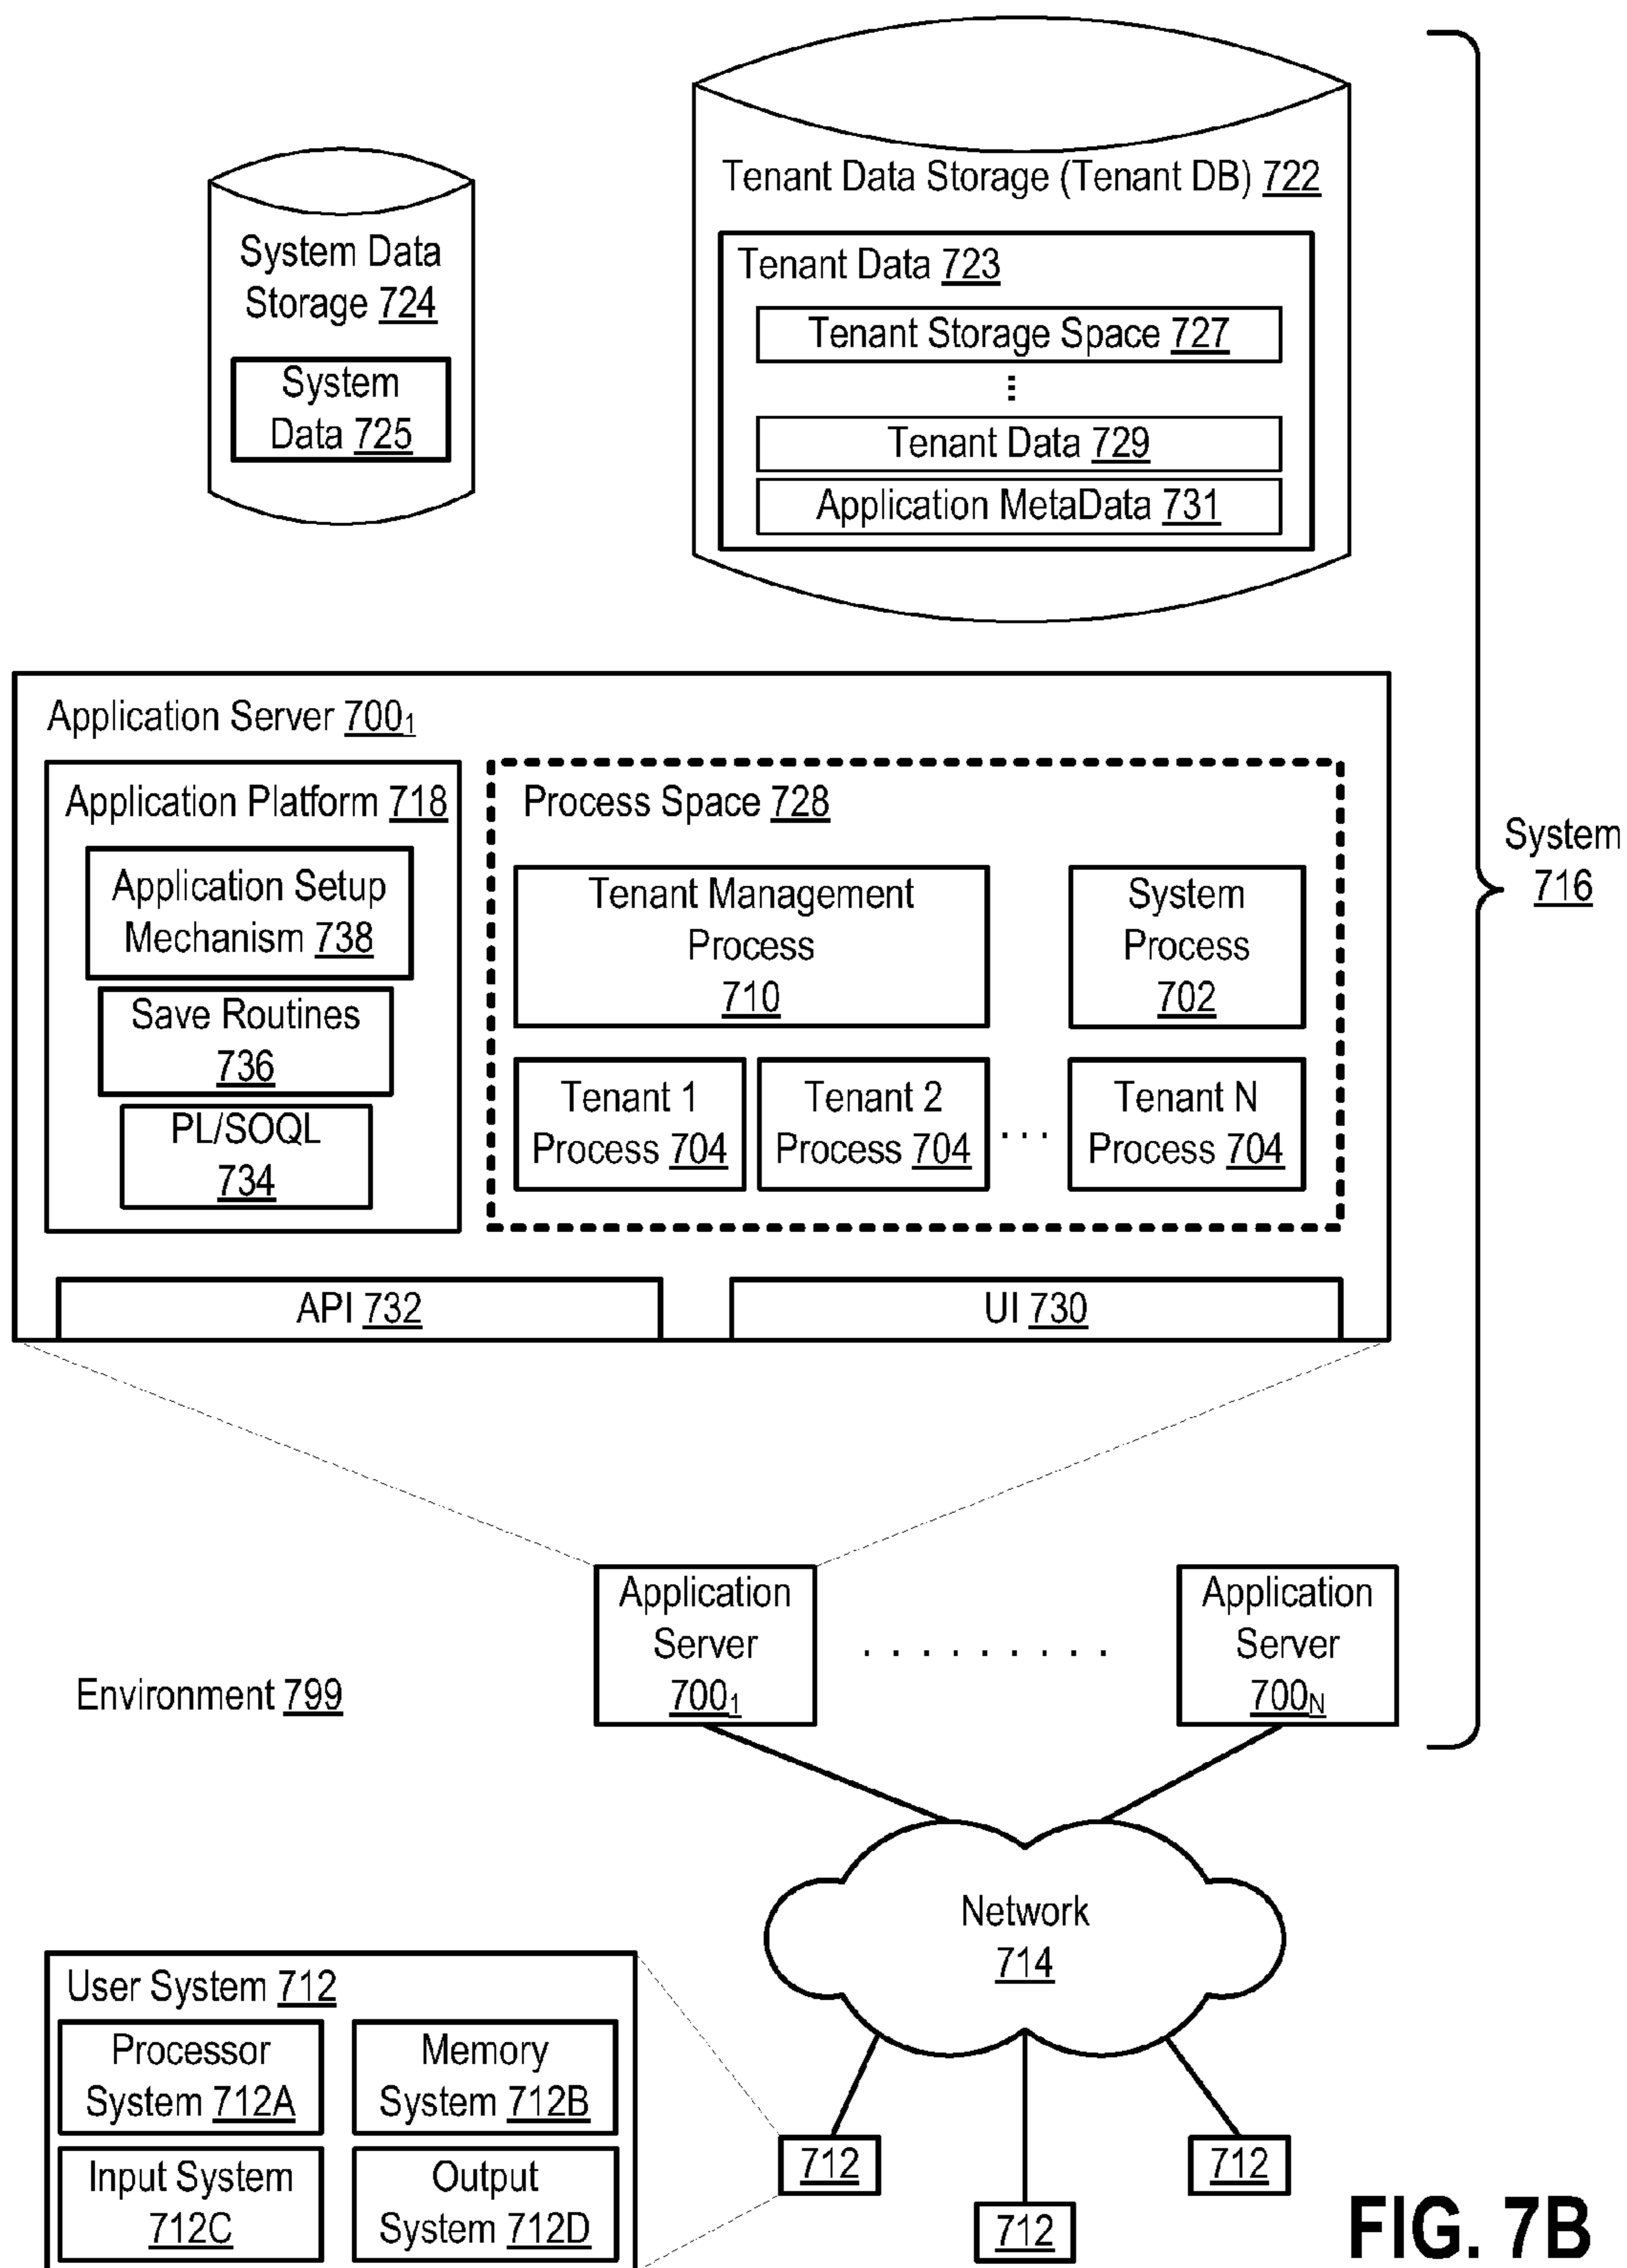 Tenant Data Storage (Tenant DB) 722
System Data
Storage 724
System
Data 725
Tenant Data 723
Tenant Storage Space 727
⋮
Tenant Data 729
Application MetaData 731
Application Server 700₁
Application Platform 718
Application Setup
Mechanism 738
Save Routines
736
PL/SOQL
734
Process Space 728
Tenant Management
Process
710
System
Process
702
Tenant 1
Process 704
Tenant 2
Process 704
. . .
Tenant N
Process 704
API 732
UI 730
System
716
Application
Server
700₁
. . . . . . . . .
Application
Server
700N
Environment 799
Network
714
User System 712
Processor
System 712A
Memory
System 712B
Input System
712C
Output
System 712D
712
712
712
FIG. 7B